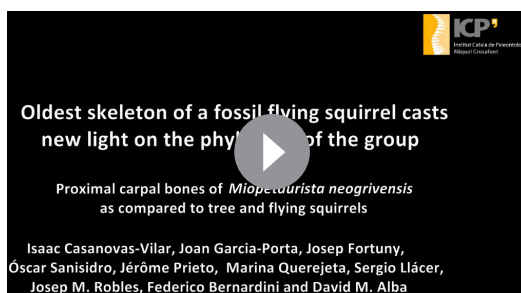 ICP
Institut Català de Paleontologia
Miquel Crusafont
Oldest skeleton of a fossil flying squirrel casts
new light on the of the group
Proximal carpal bones of Miopetaurista neogrivensis
as compared to tree and flying squirrels
Isaac Casanovas-Vilar, Joan Garcia-Porta, Josep Fortuny,
Óscar Sanisidro, Jérôme Prieto, Marina Querejeta, Sergio Llácer,
Josep M. Robles, Federico Bernardini and David M. Alba